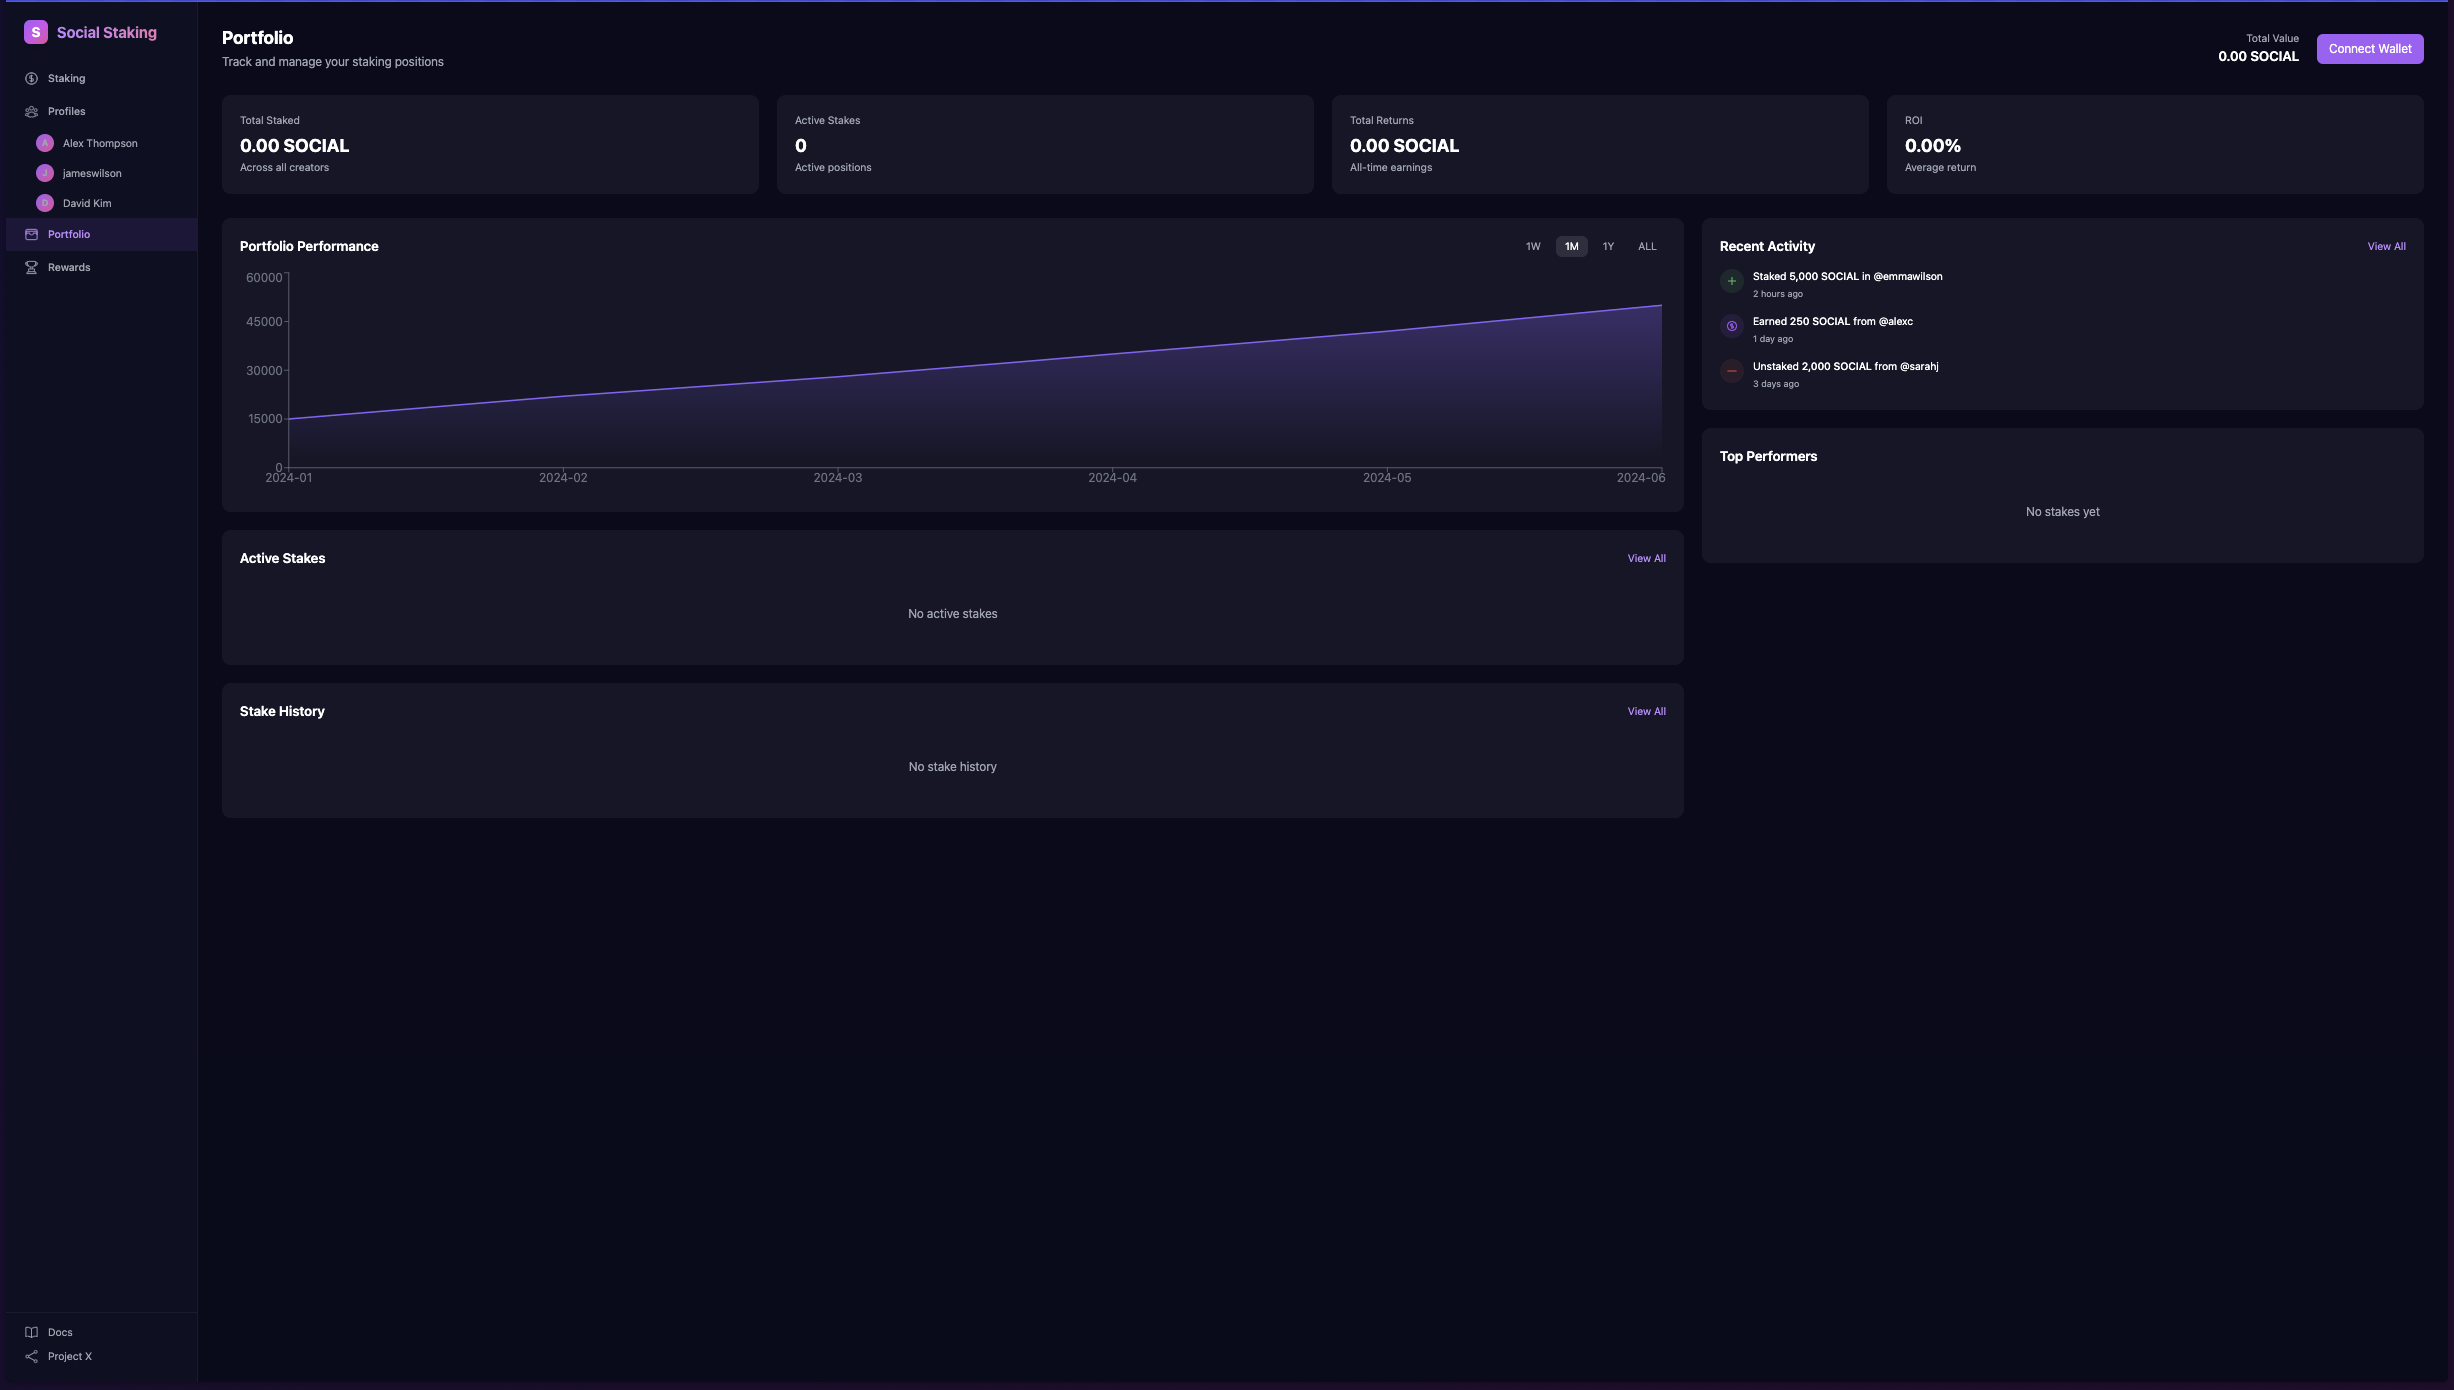 S Social Staking
Staking
Profiles
A Alex Thompson
J jameswilson
D David Kim
Portfolio
Rewards
Docs
Project X
Portfolio
Track and manage your staking positions
Total Value
0.00 SOCIAL
Connect Wallet
Total Staked
0.00 SOCIAL
Across all creators
Active Stakes
0
Active positions
Total Returns
0.00 SOCIAL
All-time earnings
ROI
0.00%
Average return
Portfolio Performance
1W 1M 1Y ALL
60000
45000
30000
15000
0
2024-01 2024-02 2024-03 2024-04 2024-05 2024-06
Active Stakes
View All
No active stakes
Stake History
View All
No stake history
Recent Activity
View All
Staked 5,000 SOCIAL in @emmawilson
2 hours ago
Earned 250 SOCIAL from @alexc
1 day ago
Unstaked 2,000 SOCIAL from @sarahj
3 days ago
Top Performers
No stakes yet